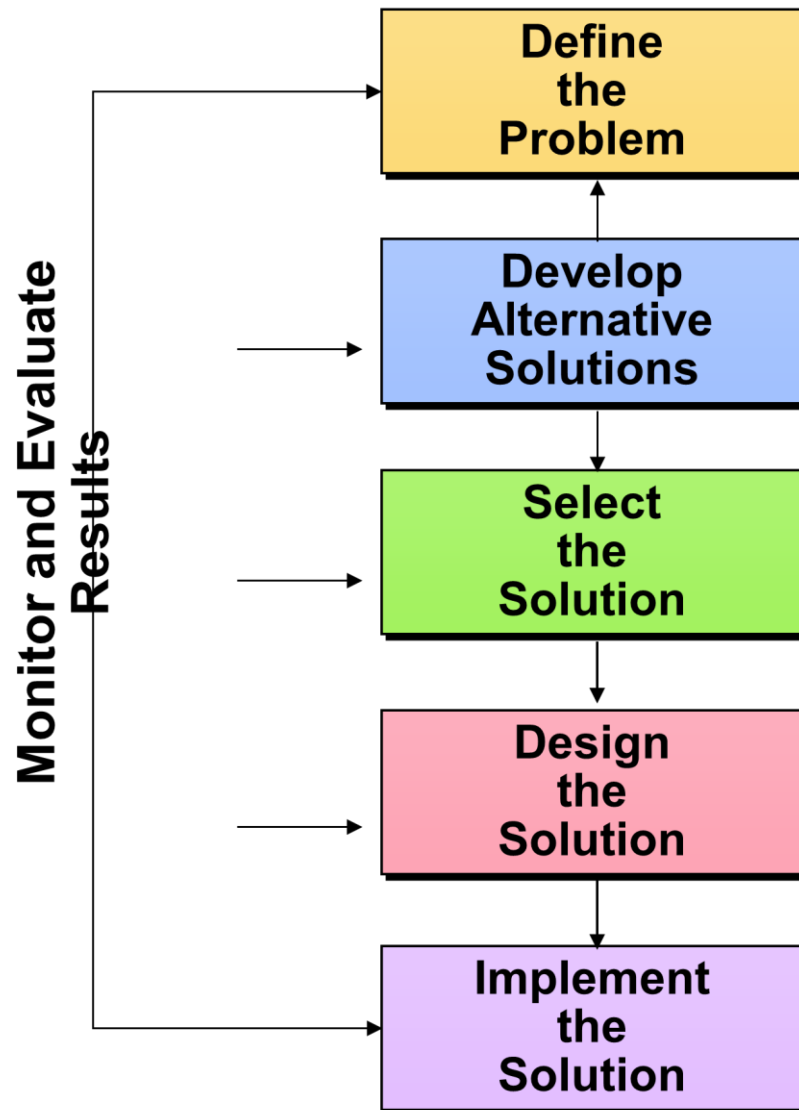 Define
the
Problem
Develop
Alternative
Solutions
Select
the
Solution
Design
the
Solution
Implement
the
Solution
Monitor and Evaluate
Results